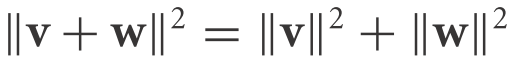 ‖𝐯 + 𝐰‖² = ‖𝐯‖² + ‖𝐰‖²